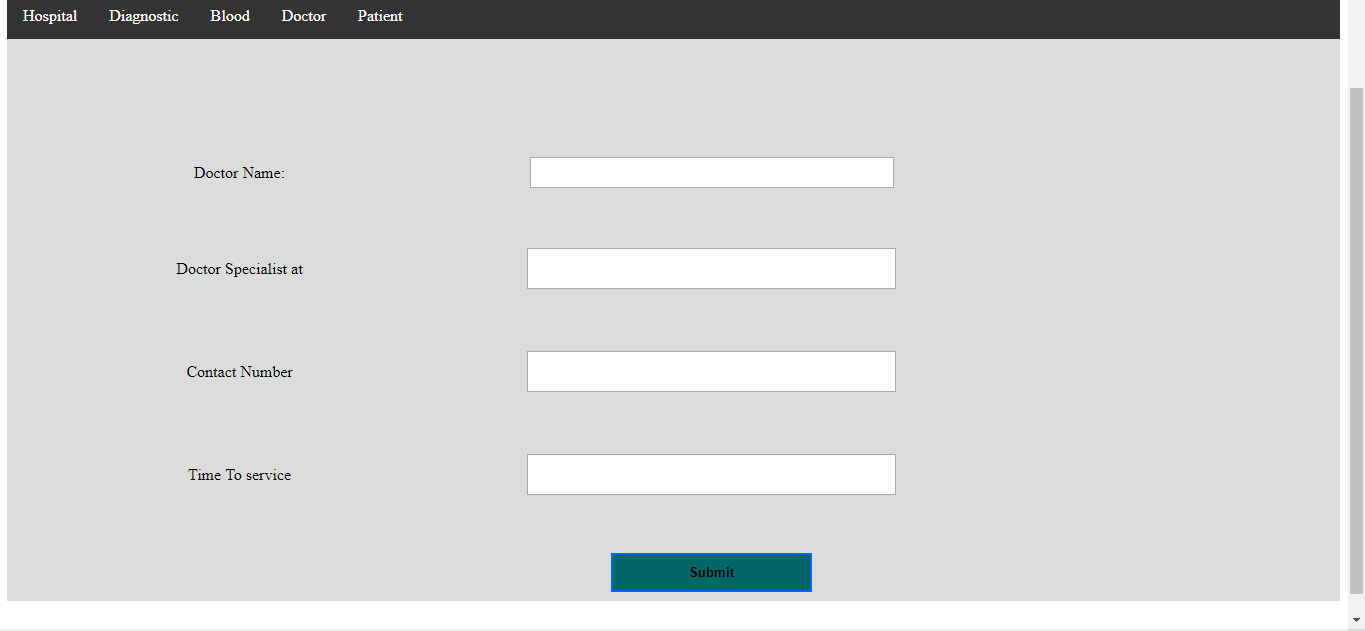 Hospital Diagnostic Blood Doctor Patient
Doctor Name:
Doctor Specialist at
Contact Number
Time To service
Submit